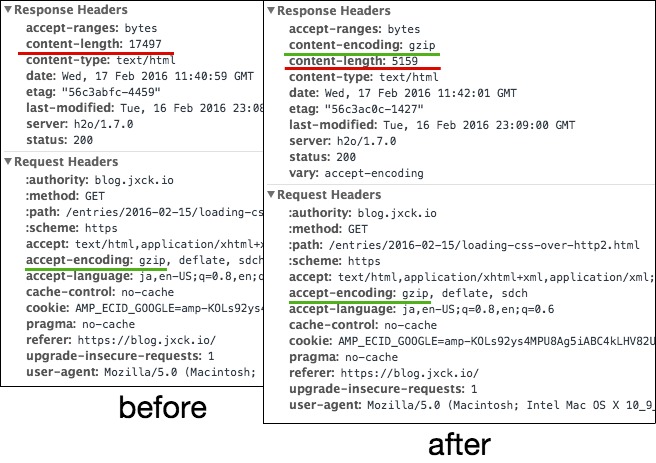 Response Headers
accept-ranges: bytes
content-length: 17497
content-type: text/html
date: Wed, 17 Feb 2016 11:40:59 GMT
etag: "56c3abfc-4459"
last-modified: Tue, 16 Feb 2016 23:08
server: h2o/1.7.0
status: 200
Request Headers
:authority: blog.jxck.io
:method: GET
:path: /entries/2016-02-15/loading-cs
:scheme: https
accept: text/html,application/xhtml+x
accept-encoding: gzip, deflate, sdch
accept-language: ja,en-US;q=0.8,en;q
cache-control: no-cache
cookie: AMP_ECID_GOOGLE=amp-KOLs92ys4
pragma: no-cache
referer: https://blog.jxck.io/
upgrade-insecure-requests: 1
user-agent: Mozilla/5.0 (Macintosh;
before
Response Headers
accept-ranges: bytes
content-encoding: gzip
content-length: 5159
content-type: text/html
date: Wed, 17 Feb 2016 11:42:01 GMT
etag: "56c3ac0c-1427"
last-modified: Tue, 16 Feb 2016 23:09:00 GMT
server: h2o/1.7.0
status: 200
vary: accept-encoding
Request Headers
:authority: blog.jxck.io
:method: GET
:path: /entries/2016-02-15/loading-css-over-http2.html
:scheme: https
accept: text/html,application/xhtml+xml,application/xml;
accept-encoding: gzip, deflate, sdch
accept-language: ja,en-US;q=0.8,en;q=0.6
cache-control: no-cache
cookie: AMP_ECID_GOOGLE=amp-KOLs92ys4MPU8Ag5iABC4kLHV82U
pragma: no-cache
referer: https://blog.jxck.io/
upgrade-insecure-requests: 1
user-agent: Mozilla/5.0 (Macintosh; Intel Mac OS X 10_9_
after